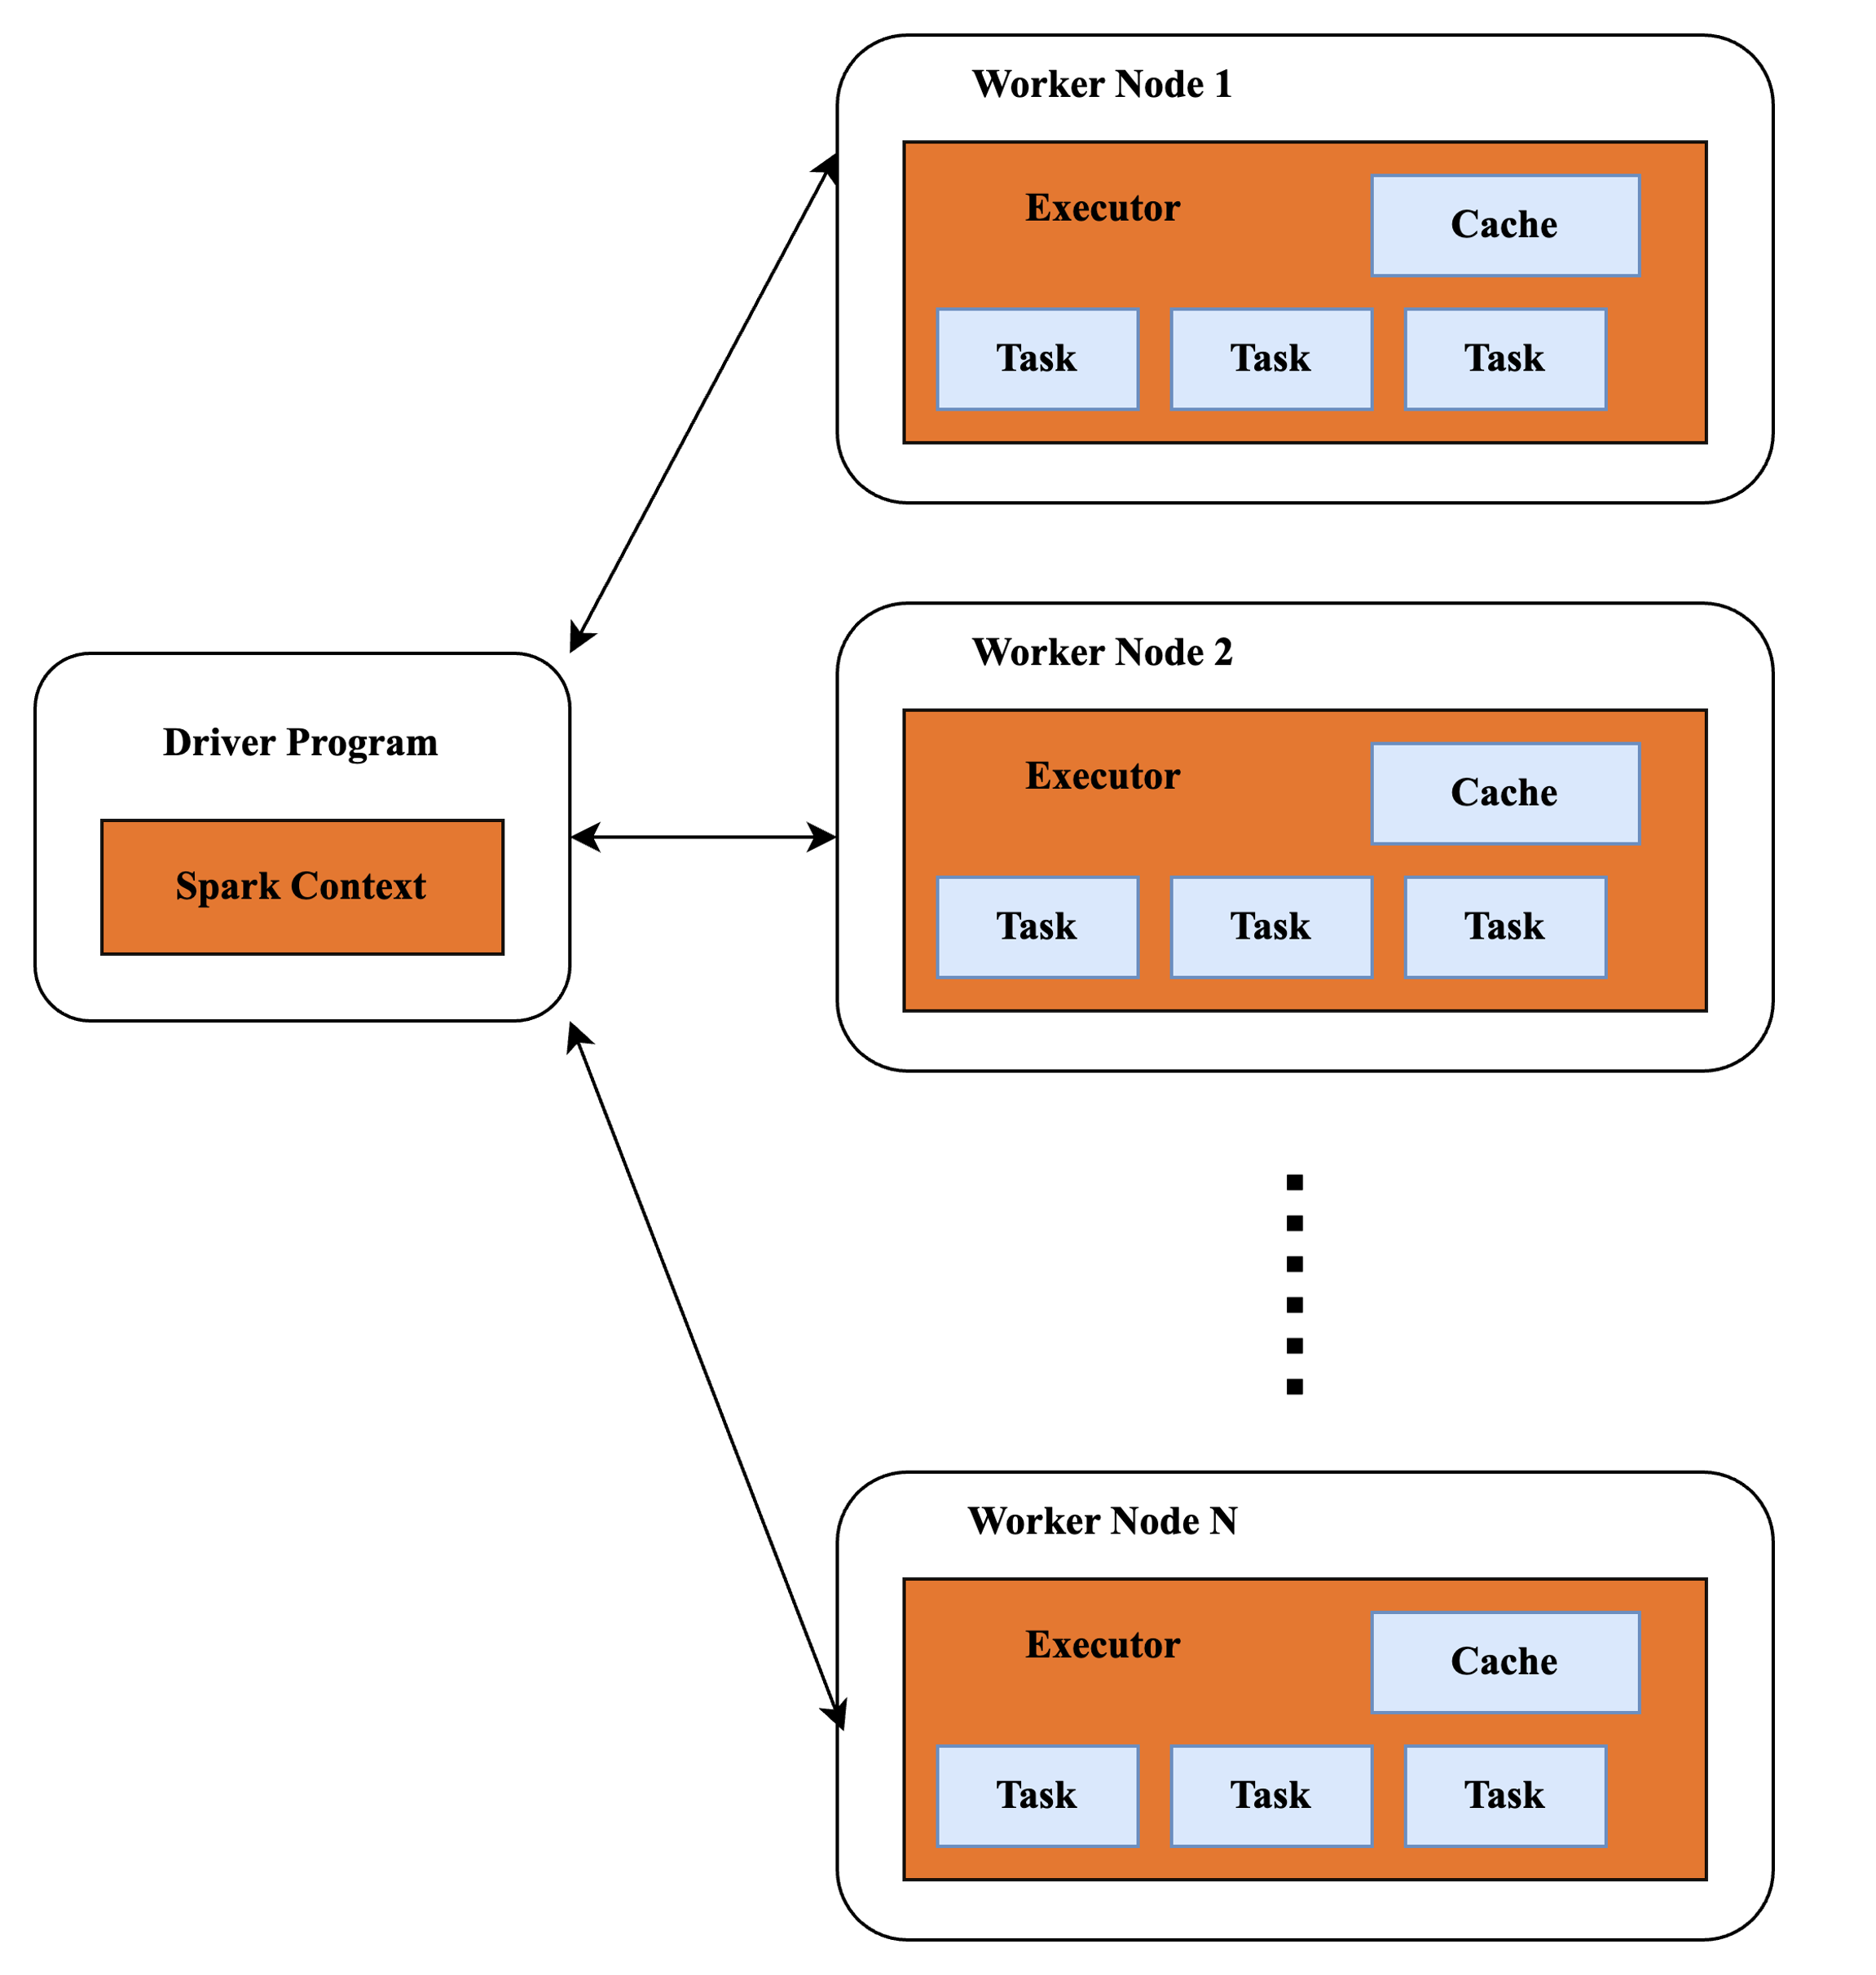 Worker Node 1
Executor
Cache
Task
Task
Task
Worker Node 2
Driver Program
Executor
Cache
Spark Context
Task
Task
Task
Worker Node N
Executor
Cache
Task
Task
Task